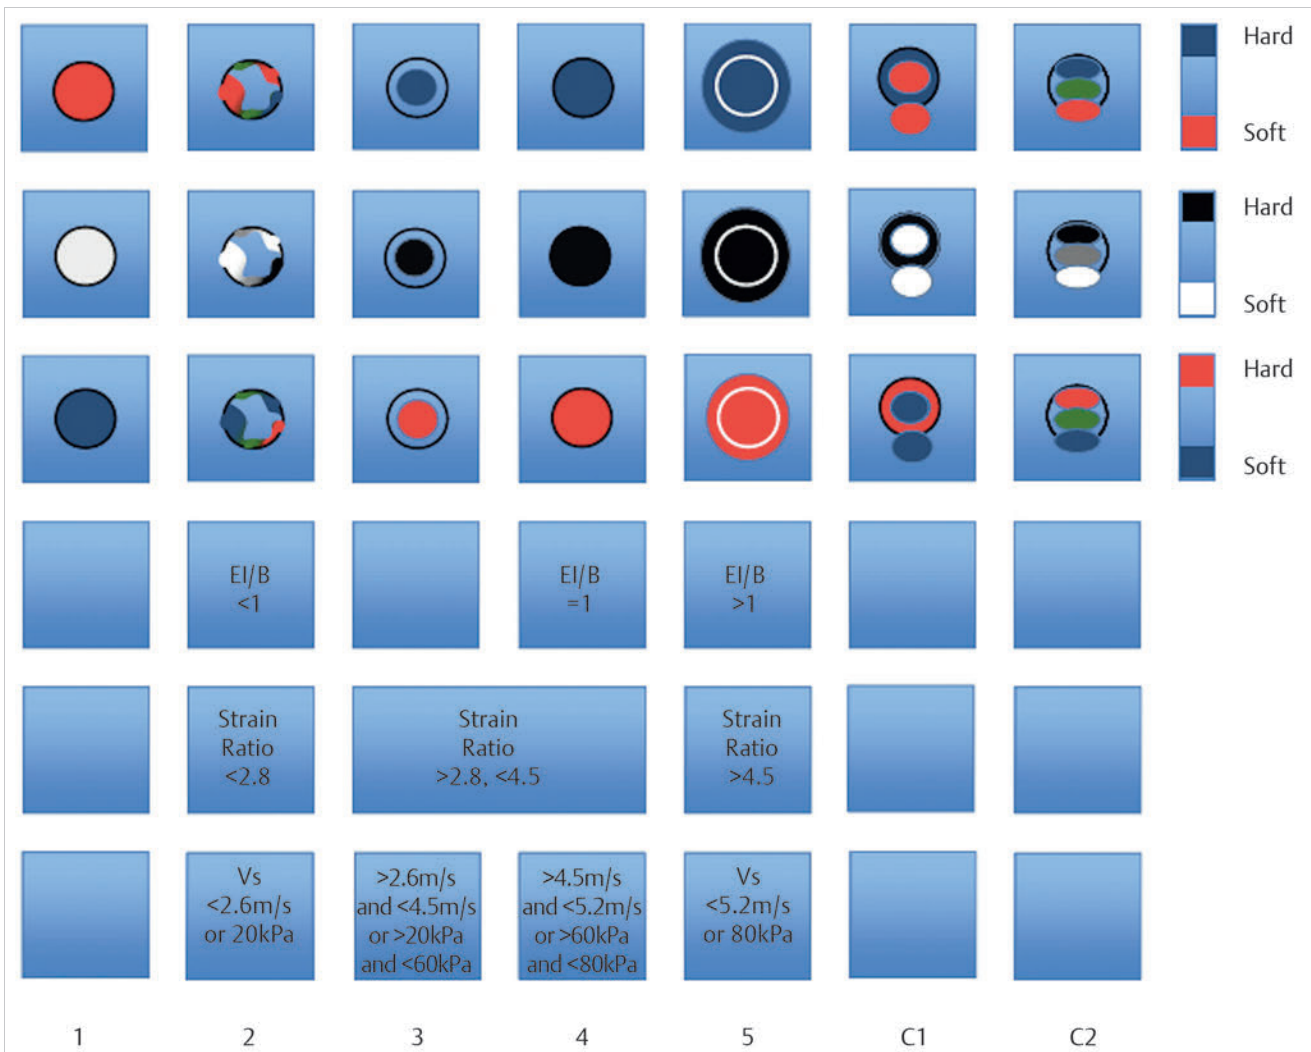 Hard
Soft
Hard
Soft
Hard
Soft
EI/B
<1
EI/B
=1
EI/B
>1
Strain
Ratio
<2.8
Strain
Ratio
>2.8, <4.5
Strain
Ratio
>4.5
Vs
<2.6m/s
or 20kPa
>2.6m/s
and <4.5m/s
or >20kPa
and <60kPa
>4.5m/s
and <5.2m/s
or >60kPa
and <80kPa
Vs
<5.2m/s
or 80kPa
1 2 3 4 5 C1 C2